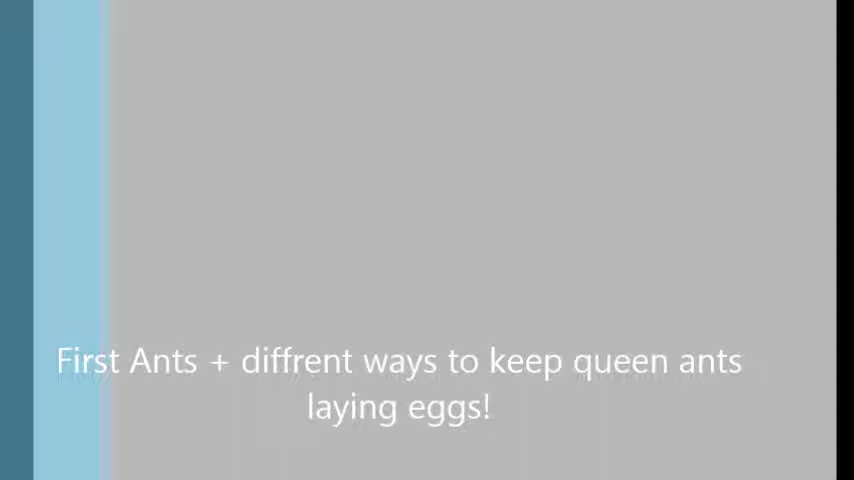 First Ants + diffrent ways to keep queen ants
laying eggs!